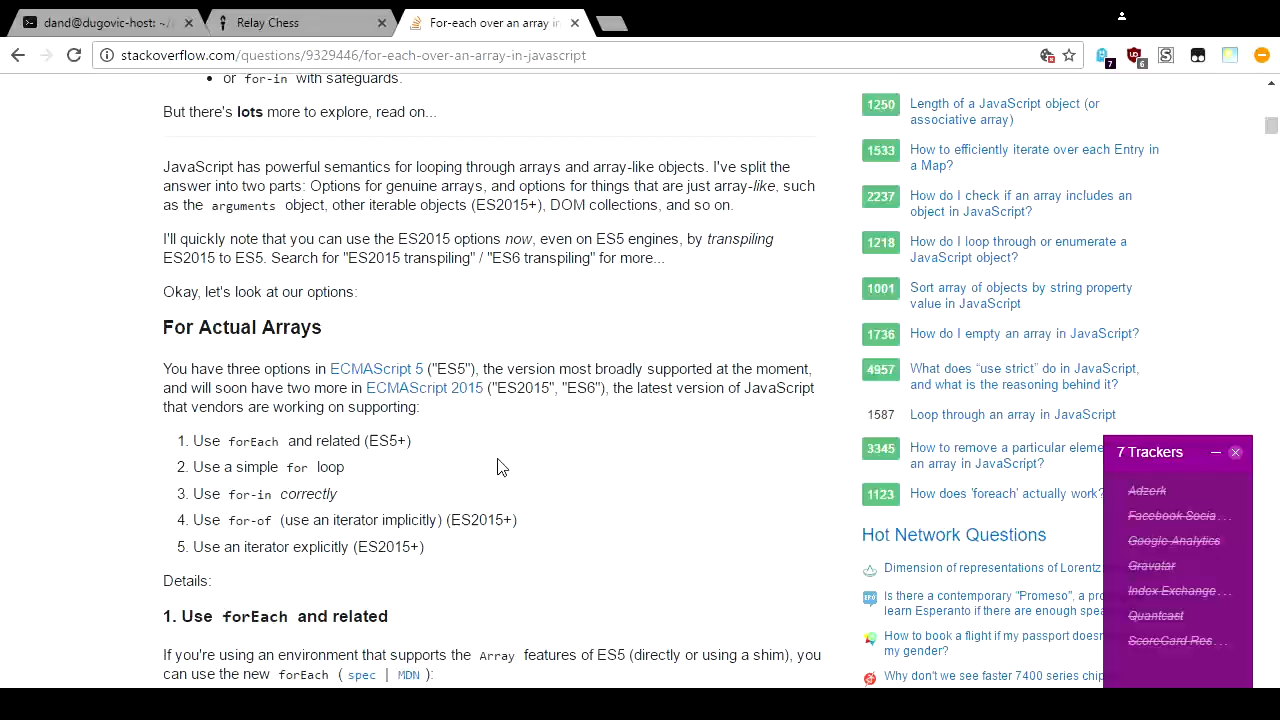 dand@dugovic-host: ~/
Relay Chess
For-each over an array in
stackoverflow.com/questions/9329446/for-each-over-an-array-in-javascript
7
6
or for-in with safeguards.
But there's lots more to explore, read on...
JavaScript has powerful semantics for looping through arrays and array-like objects. I've split the
answer into two parts: Options for genuine arrays, and options for things that are just array-like, such
as the arguments object, other iterable objects (ES2015+), DOM collections, and so on.
I'll quickly note that you can use the ES2015 options now, even on ES5 engines, by transpiling
ES2015 to ES5. Search for "ES2015 transpiling" / "ES6 transpiling" for more...
Okay, let's look at our options:
For Actual Arrays
You have three options in ECMAScript 5 ("ES5"), the version most broadly supported at the moment,
and will soon have two more in ECMAScript 2015 ("ES2015", "ES6"), the latest version of JavaScript
that vendors are working on supporting:
1. Use forEach and related (ES5+)
2. Use a simple for loop
3. Use for-in correctly
4. Use for-of (use an iterator implicitly) (ES2015+)
5. Use an iterator explicitly (ES2015+)
Details:
1. Use forEach and related
If you're using an environment that supports the Array features of ES5 (directly or using a shim), you
can use the new forEach ( spec | MDN ):
1250 Length of a JavaScript object (or
associative array)
1533 How to efficiently iterate over each Entry in
a Map?
2237 How do I check if an array includes an
object in JavaScript?
1218 How do I loop through or enumerate a
JavaScript object?
1001 Sort array of objects by string property
value in JavaScript
1736 How do I empty an array in JavaScript?
4957 What does “use strict” do in JavaScript,
and what is the reasoning behind it?
1587 Loop through an array in JavaScript
3345 How to remove a particular eleme
an array in JavaScript?
1123 How does 'foreach' actually work?
Hot Network Questions
Dimension of representations of Lorentz
Is there a contemporary "Promeso", a pro
learn Esperanto if there are enough spea
How to book a flight if my passport doesn
my gender?
Why don't we see faster 7400 series chip
7 Trackers
Adzerk
Facebook Socia...
Google Analytics
Gravatar
Index Exchange...
Quantcast
ScoreCard Res...